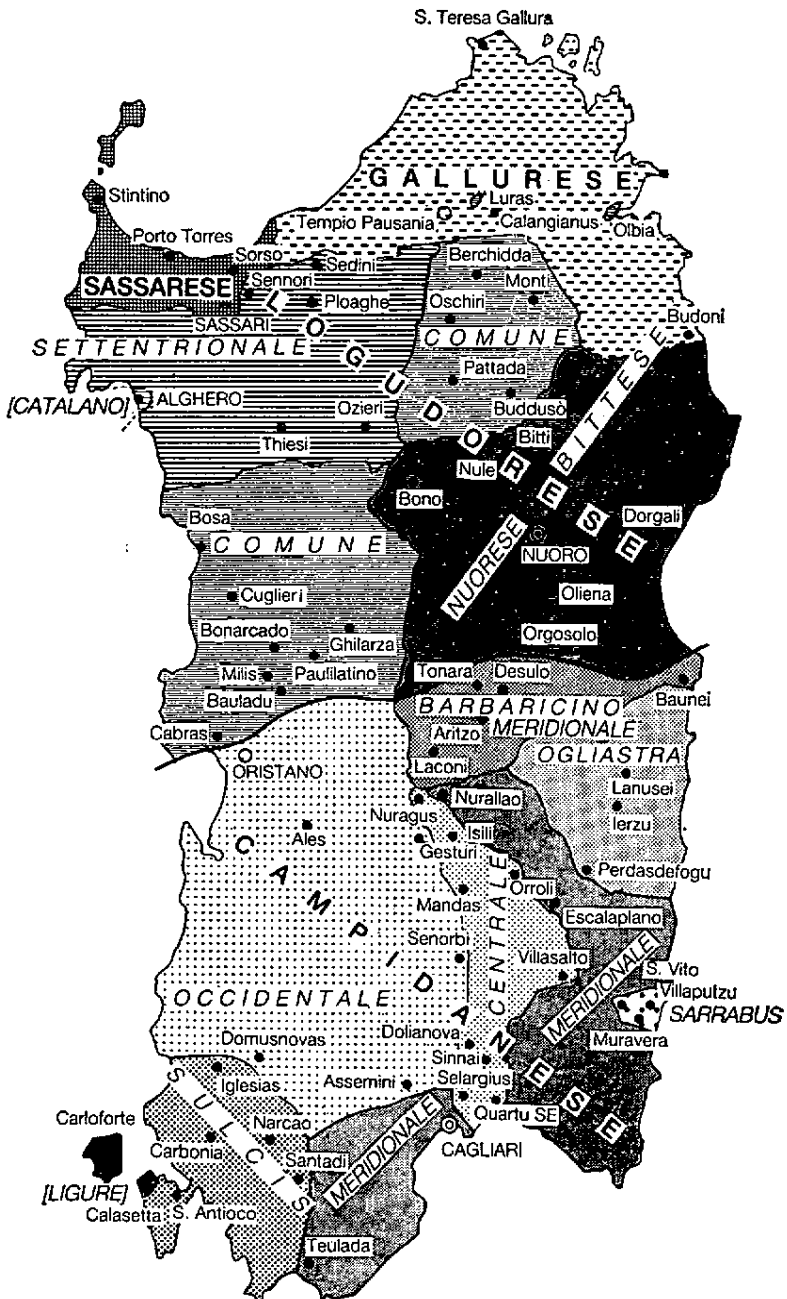 S. Teresa Gallura
GALLURESE
Luras
Tempio Pausania
Calangianus
Olbia
Stintino
Porto Torres
Sorso
Sedini
Berchidda
SASSARESE
Sennori
Monti
Ploaghe
Oschiri
SASSARI
Budoni
SETTENTRIONALE
COMUNE
LOGUDORESE
Pattada
[CATALANO]
ALGHERO
Ozieri
Buddusò
Thiesi
Bitti
Nule
NUORESE BITTESE
Bono
Dorgali
Bosa
COMUNE
NUORO
Cuglieri
Oliena
Bonarcado
Ghilarza
Orgosolo
Milis
Paulilatino
Tonara
Desulo
Bauladu
Baunei
BARBARICINO
MERIDIONALE
Cabras
Aritzo
OGLIASTRA
ORISTANO
Laconi
Lanusei
Nurallao
Nuragus
Ierzu
Ales
Isili
Gesturi
CAMPIDANESE
Perdasdefogu
Orroli
Mandas
Escalaplano
CENTRALE
Senorbì
Villasalto
S. Vito
OCCIDENTALE
MERIDIONALE
Villaputzu
SARRABUS
Domusnovas
Dolianova
Muravera
Sinnai
Iglesias
Assemini
Selargius
Quartu SE
SULCIS
Carloforte
Narcao
MERIDIONALE
CAGLIARI
Carbonia
Santadi
[LIGURE]
Calasetta
S. Antioco
Teulada